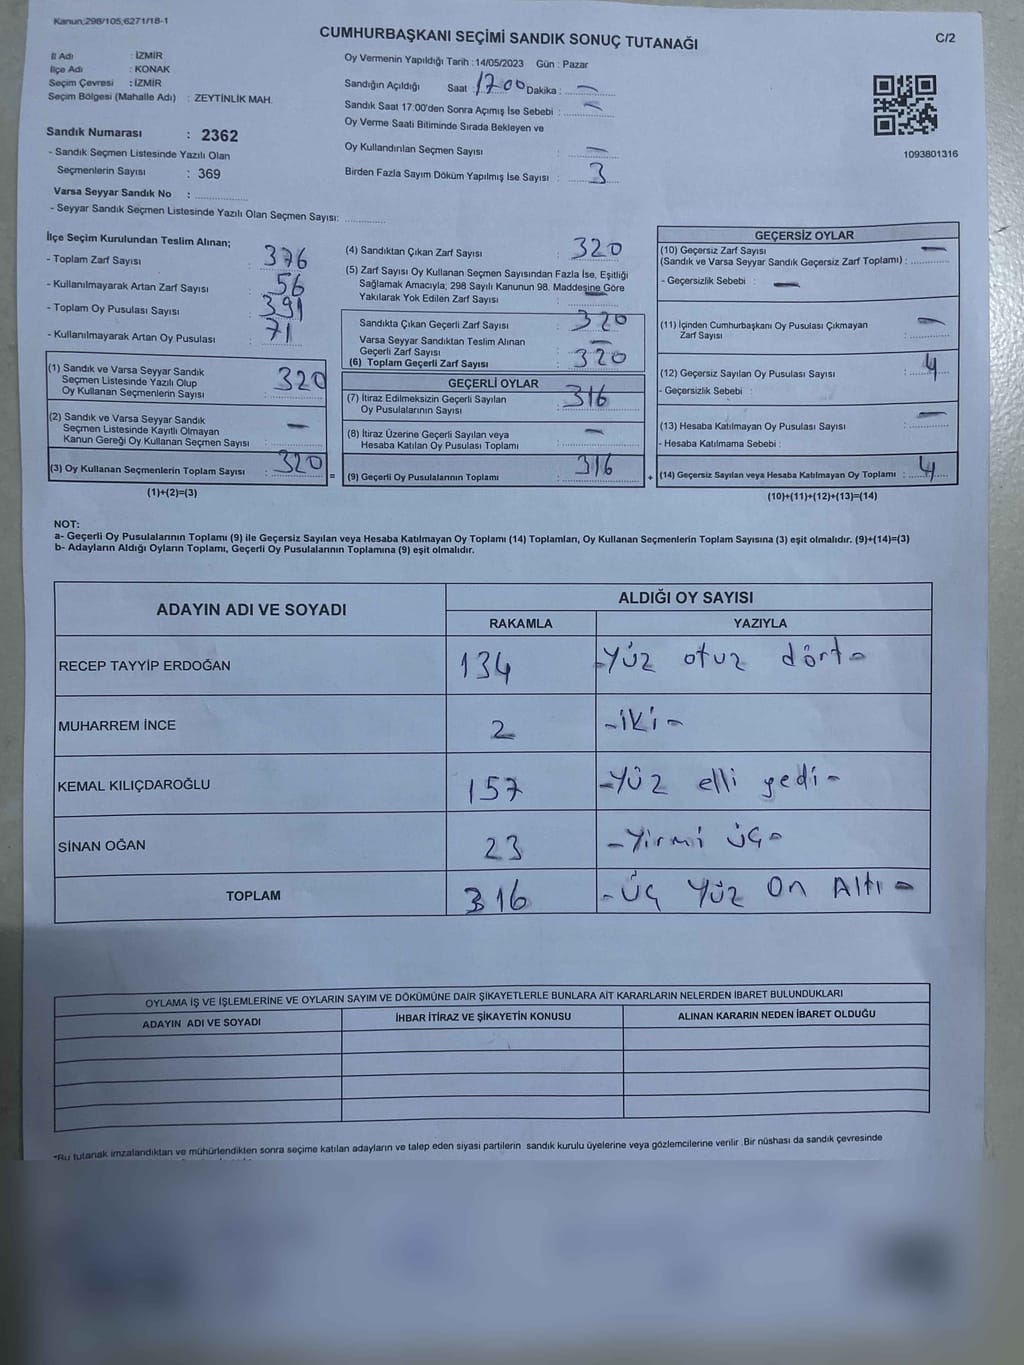 Kanun;298/105;6271/18-1
CUMHURBAŞKANI SEÇİMİ SANDIK SONUÇ TUTANAĞI
C/2
İl Adı : İZMİR
İlçe Adı : KONAK
Seçim Çevresi : İZMİR
Seçim Bölgesi (Mahalle Adı) : ZEYTİNLİK MAH.
Sandık Numarası : 2362
- Sandık Seçmen Listesinde Yazılı Olan
Seçmenlerin Sayısı : 369
Varsa Seyyar Sandık No :
- Seyyar Sandık Seçmen Listesinde Yazılı Olan Seçmen Sayısı:
Oy Vermenin Yapıldığı Tarih : 14/05/2023 Gün : Pazar
Sandığın Açıldığı Saat : 1700 Dakika : —
Sandık Saat 17:00'den Sonra Açımış İse Sebebi : —
Oy Verme Saati Bitiminde Sırada Bekleyen ve
Oy Kullandırılan Seçmen Sayısı : —
Birden Fazla Sayım Döküm Yapılmış İse Sayısı : 3
1093801316
İlçe Seçim Kurulundan Teslim Alınan;
- Toplam Zarf Sayısı : 376
- Kullanılmayarak Artan Zarf Sayısı : 56
- Toplam Oy Pusulası Sayısı : 391
- Kullanılmayarak Artan Oy Pusulası : 71
(1) Sandık ve Varsa Seyyar Sandık
Seçmen Listesinde Yazılı Olup
Oy Kullanan Seçmenlerin Sayısı : 320
(2) Sandık ve Varsa Seyyar Sandık
Seçmen Listesinde Kayıtlı Olmayan
Kanun Gereği Oy Kullanan Seçmen Sayısı : —
(3) Oy Kullanan Seçmenlerin Toplam Sayısı : 320
(1)+(2)=(3)
(4) Sandıktan Çıkan Zarf Sayısı : 320
(5) Zarf Sayısı Oy Kullanan Seçmen Sayısından Fazla İse, Eşitliği
Sağlamak Amacıyla; 298 Sayılı Kanunun 98. Maddesine Göre
Yakılarak Yok Edilen Zarf Sayısı : —
Sandıkta Çıkan Geçerli Zarf Sayısı : 320
Varsa Seyyar Sandıktan Teslim Alınan
Geçerli Zarf Sayısı : —
(6) Toplam Geçerli Zarf Sayısı : 320
GEÇERLİ OYLAR
(7) İtiraz Edilmeksizin Geçerli Sayılan
Oy Pusulalarının Sayısı : 316
(8) İtiraz Üzerine Geçerli Sayılan veya
Hesaba Katılan Oy Pusulası Toplamı : —
= (9) Geçerli Oy Pusulalarının Toplamı : 316
GEÇERSİZ OYLAR
(10) Geçersiz Zarf Sayısı
(Sandık ve Varsa Seyyar Sandık Geçersiz Zarf Toplamı) : —
- Geçersizlik Sebebi : —
(11) İçinden Cumhurbaşkanı Oy Pusulası Çıkmayan
Zarf Sayısı : —
(12) Geçersiz Sayılan Oy Pusulası Sayısı : 4
- Geçersizlik Sebebi :
(13) Hesaba Katılmayan Oy Pusulası Sayısı : —
- Hesaba Katılmama Sebebi :
+ (14) Geçersiz Sayılan veya Hesaba Katılmayan Oy Toplamı : 4
(10)+(11)+(12)+(13)=(14)
NOT:
a- Geçerli Oy Pusulalarının Toplamı (9) ile Geçersiz Sayılan veya Hesaba Katılmayan Oy Toplamı (14) Toplamları, Oy Kullanan Seçmenlerin Toplam Sayısına (3) eşit olmalıdır. (9)+(14)=(3)
b- Adayların Aldığı Oyların Toplamı, Geçerli Oy Pusulalarının Toplamına (9) eşit olmalıdır.
ADAYIN ADI VE SOYADI ALDIĞI OY SAYISI
RAKAMLA YAZIYLA
RECEP TAYYİP ERDOĞAN 134 -Yüz otuz dört-
MUHARREM İNCE 2 -iki-
KEMAL KILIÇDAROĞLU 157 -Yüz elli yedi-
SİNAN OĞAN 23 -Yirmi üç-
TOPLAM 316 -Üç Yüz On Altı-
OYLAMA İŞ VE İŞLEMLERİNE VE OYLARIN SAYIM VE DÖKÜMÜNE DAİR ŞİKAYETLERLE BUNLARA AİT KARARLARIN NELERDEN İBARET BULUNDUKLARI
ADAYIN ADI VE SOYADI İHBAR İTİRAZ VE ŞİKAYETİN KONUSU ALINAN KARARIN NEDEN İBARET OLDUĞU
*Bu tutanak imzalandıktan ve mühürlendikten sonra seçime katılan adayların ve talep eden siyasi partilerin sandık kurulu üyelerine veya gözlemcilerine verilir .Bir nüshası da sandık çevresinde